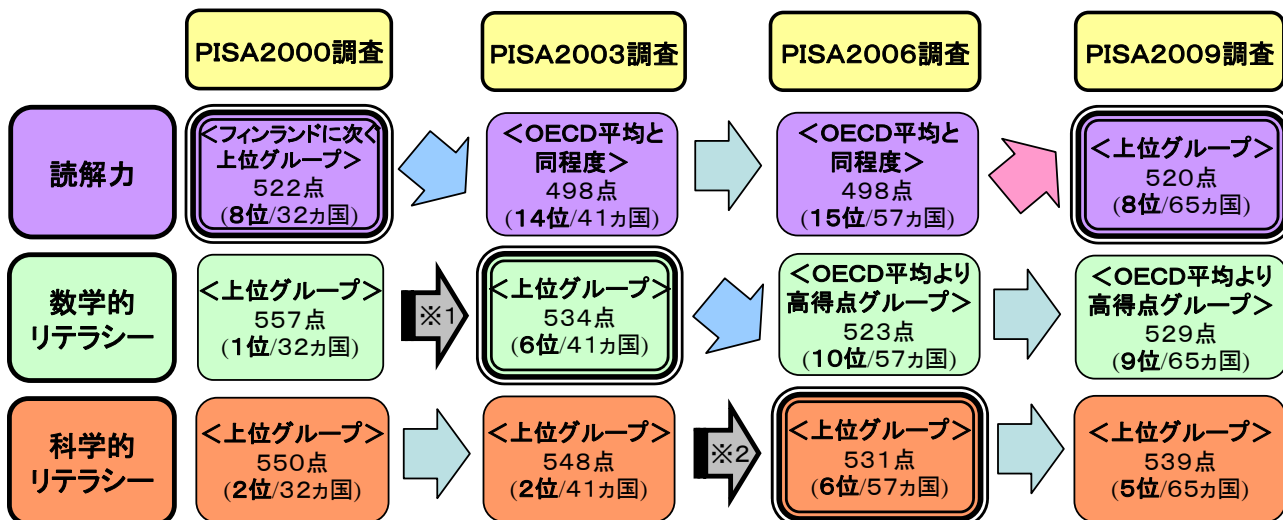 PISA2000調査
PISA2003調査
PISA2006調査
PISA2009調査
読解力
<フィンランドに次ぐ
上位グループ>
522点
(8位/32ヵ国)
<OECD平均と
同程度>
498点
(14位/41ヵ国)
<OECD平均と
同程度>
498点
(15位/57ヵ国)
<上位グループ>
520点
(8位/65ヵ国)
数学的
リテラシー
<上位グループ>
557点
(1位/32ヵ国)
※1
<上位グループ>
534点
(6位/41ヵ国)
<OECD平均より
高得点グループ>
523点
(10位/57ヵ国)
<OECD平均より
高得点グループ>
529点
(9位/65ヵ国)
科学的
リテラシー
<上位グループ>
550点
(2位/32ヵ国)
<上位グループ>
548点
(2位/41ヵ国)
※2
<上位グループ>
531点
(6位/57ヵ国)
<上位グループ>
539点
(5位/65ヵ国)